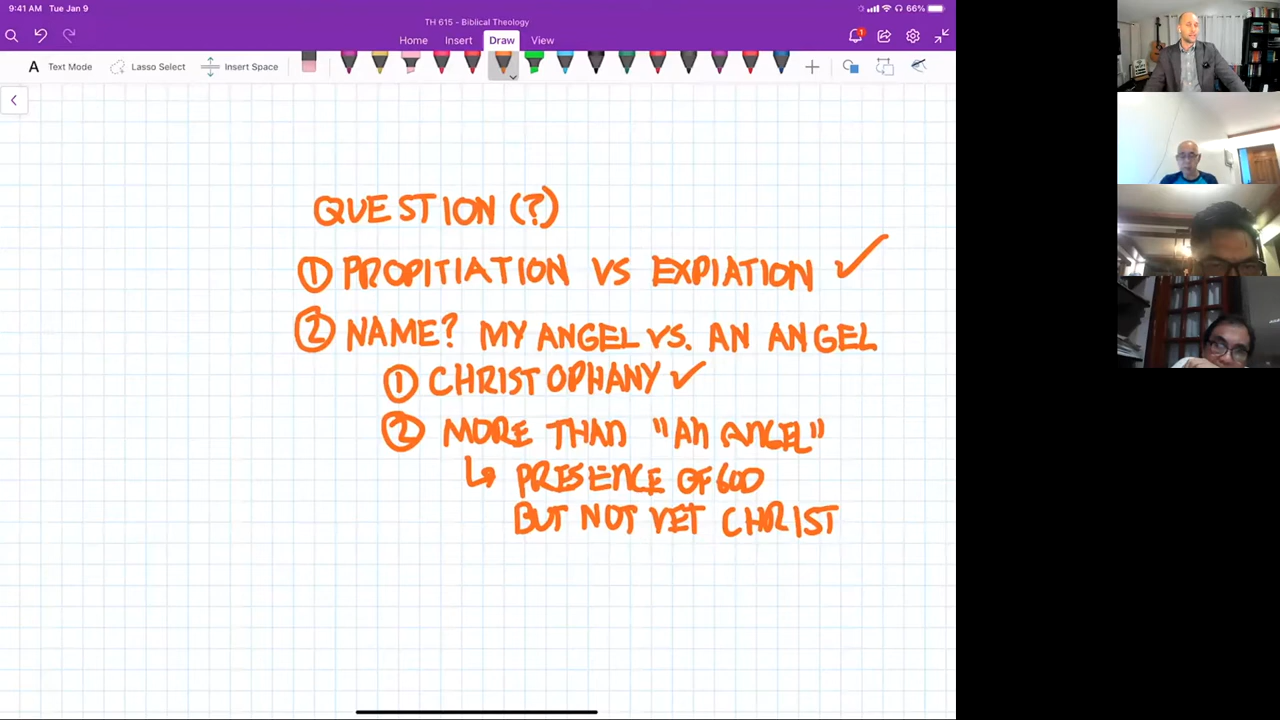 9:41 AM Tue Jan 9
66%
TH 615 - Biblical Theology
Home Insert Draw View
1
A Text Mode Lasso Select Insert Space
QUESTION (?)
① PROPITIATION VS EXPIATION ✓
② NAME? MY ANGEL VS. AN ANGEL
① CHRISTOPHANY ✓
② MORE THAN "An AnGEL"
↳ PRESENCE OF GOD
BUT NOT YET CHRIST